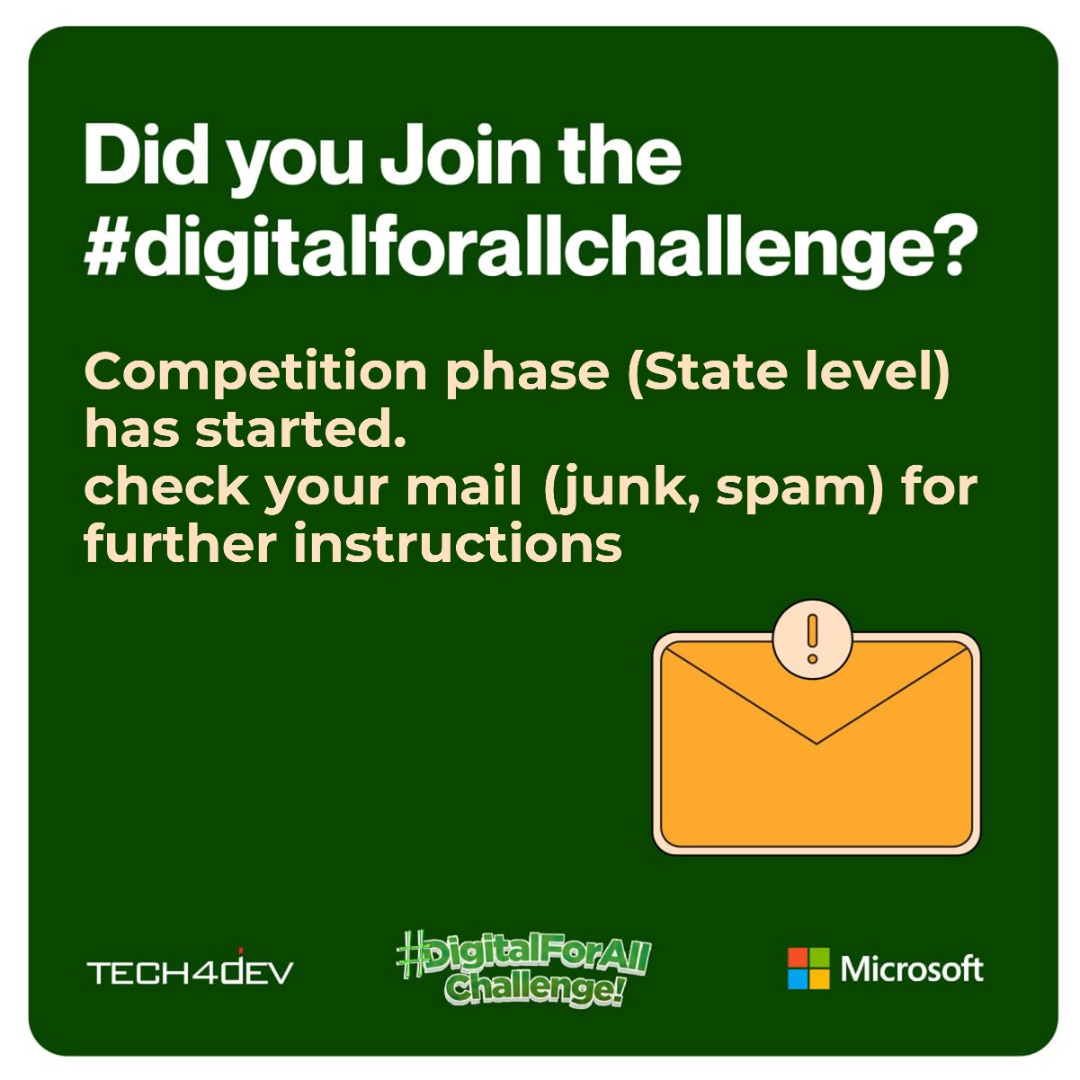 Did you Join the
#digitalforallchallenge?
Competition phase (State level)
has started.
check your mail (junk, spam) for
further instructions
!
TECH4DEV
#DigitalForAll
Challenge!
Microsoft